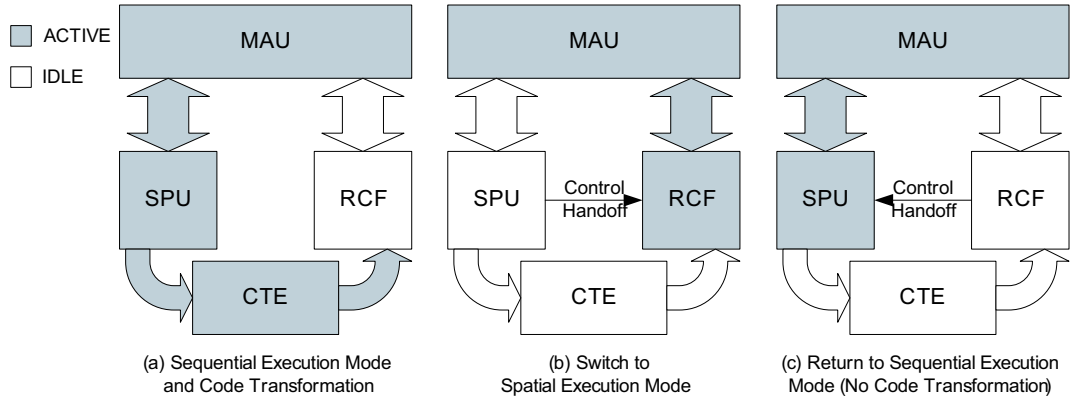 ACTIVE
IDLE
MAU
SPU
RCF
CTE
(a) Sequential Execution Mode
and Code Transformation
MAU
SPU
Control
Handoff
RCF
CTE
(b) Switch to
Spatial Execution Mode
MAU
SPU
Control
Handoff
RCF
CTE
(c) Return to Sequential Execution
Mode (No Code Transformation)